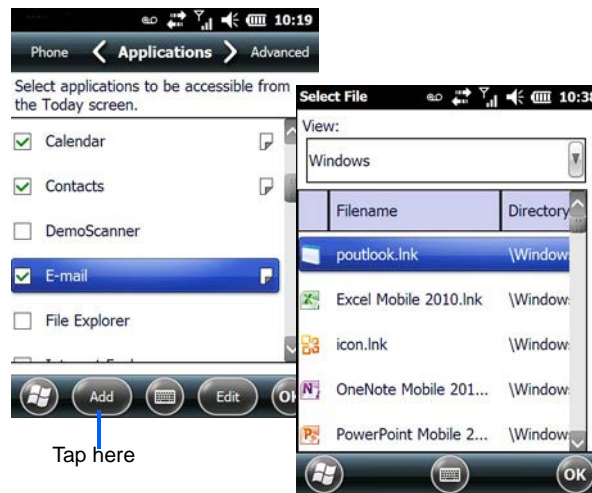 10:19
Phone Applications Advanced
Select applications to be accessible from
the Today screen.
Calendar
Contacts
DemoScanner
E-mail
File Explorer
Add Edit
Tap here
Select File 10:38
View:
Windows
Filename Directory
poutlook.lnk \Window
Excel Mobile 2010.lnk \Window
icon.lnk \Window
OneNote Mobile 201... \Window
PowerPoint Mobile 2... \Window
OK